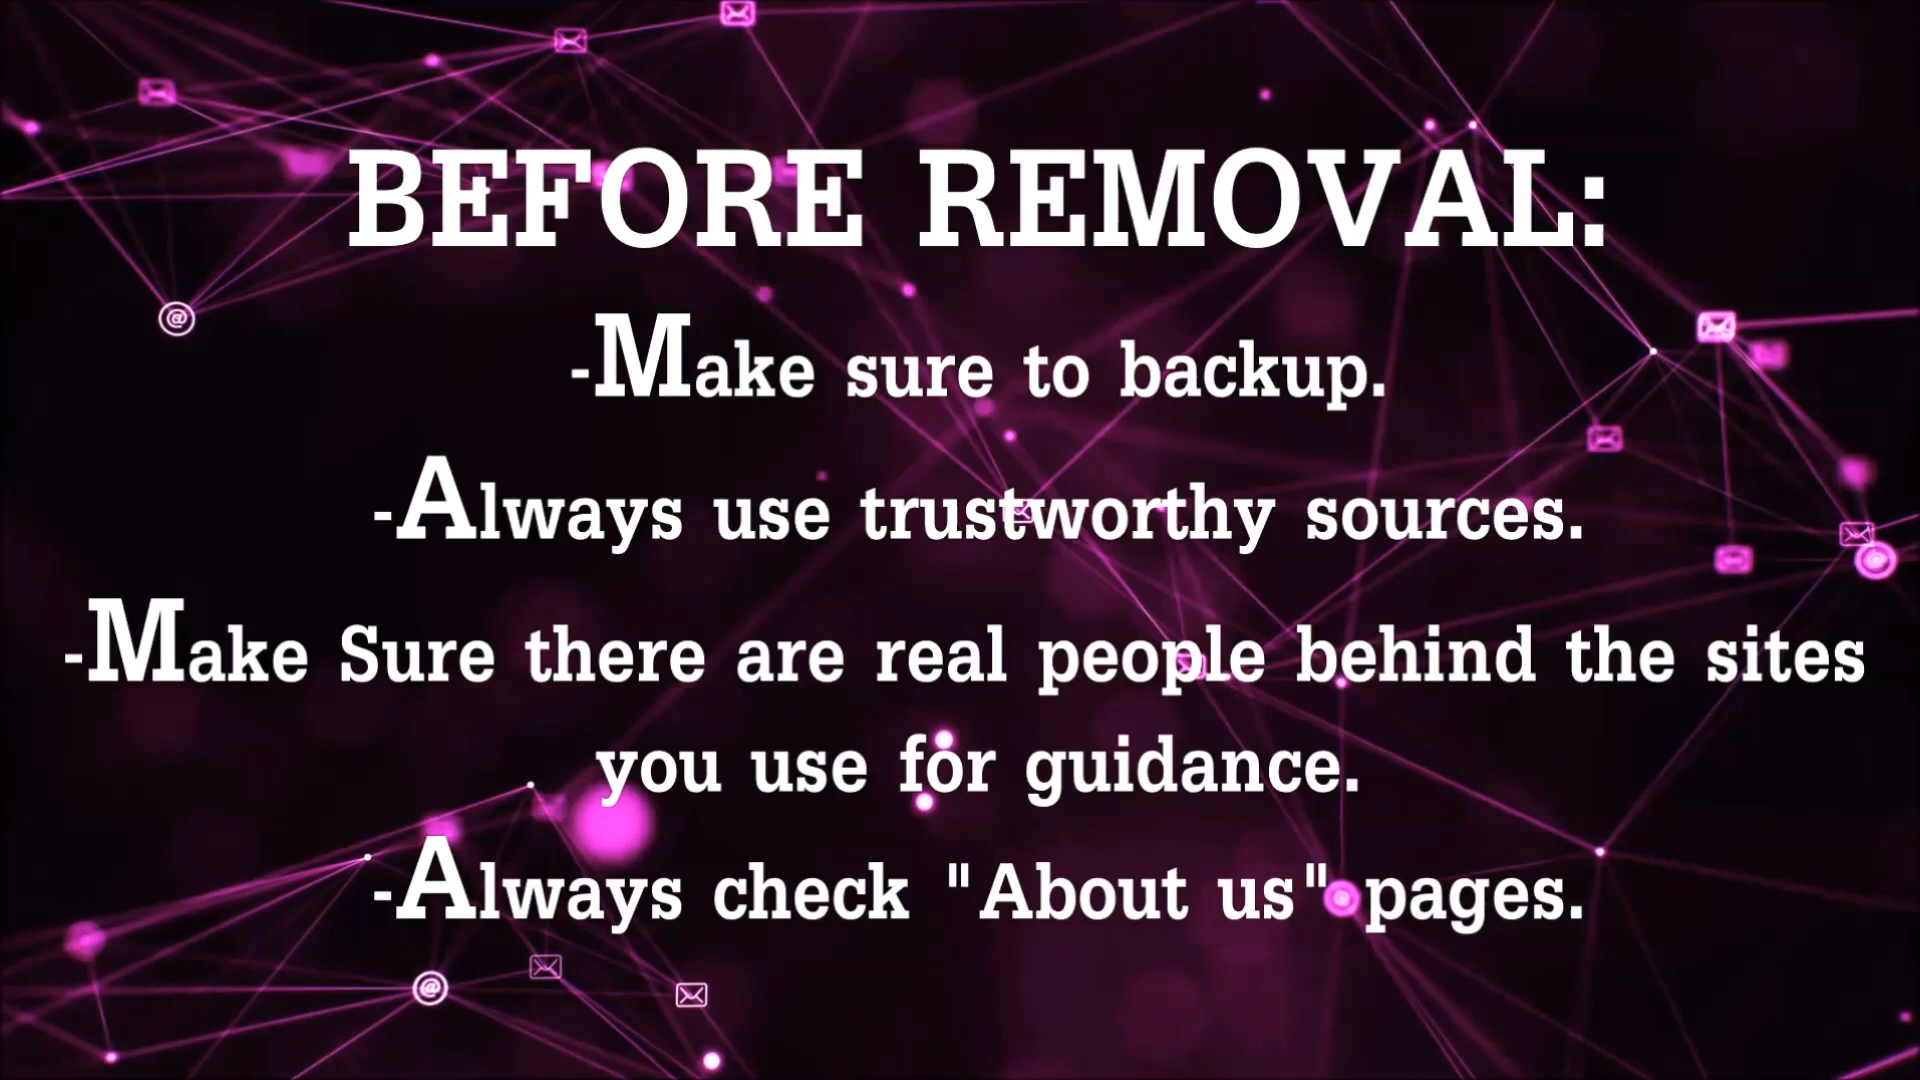 BEFORE REMOVAL:
-Make sure to backup.
-Always use trustworthy sources.
-Make Sure there are real people behind the sites
you use for guidance.
-Always check "About us" pages.